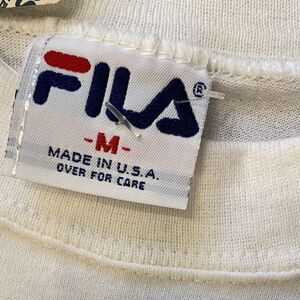 FILA®
-M-
MADE IN U.S.A.
OVER FOR CARE